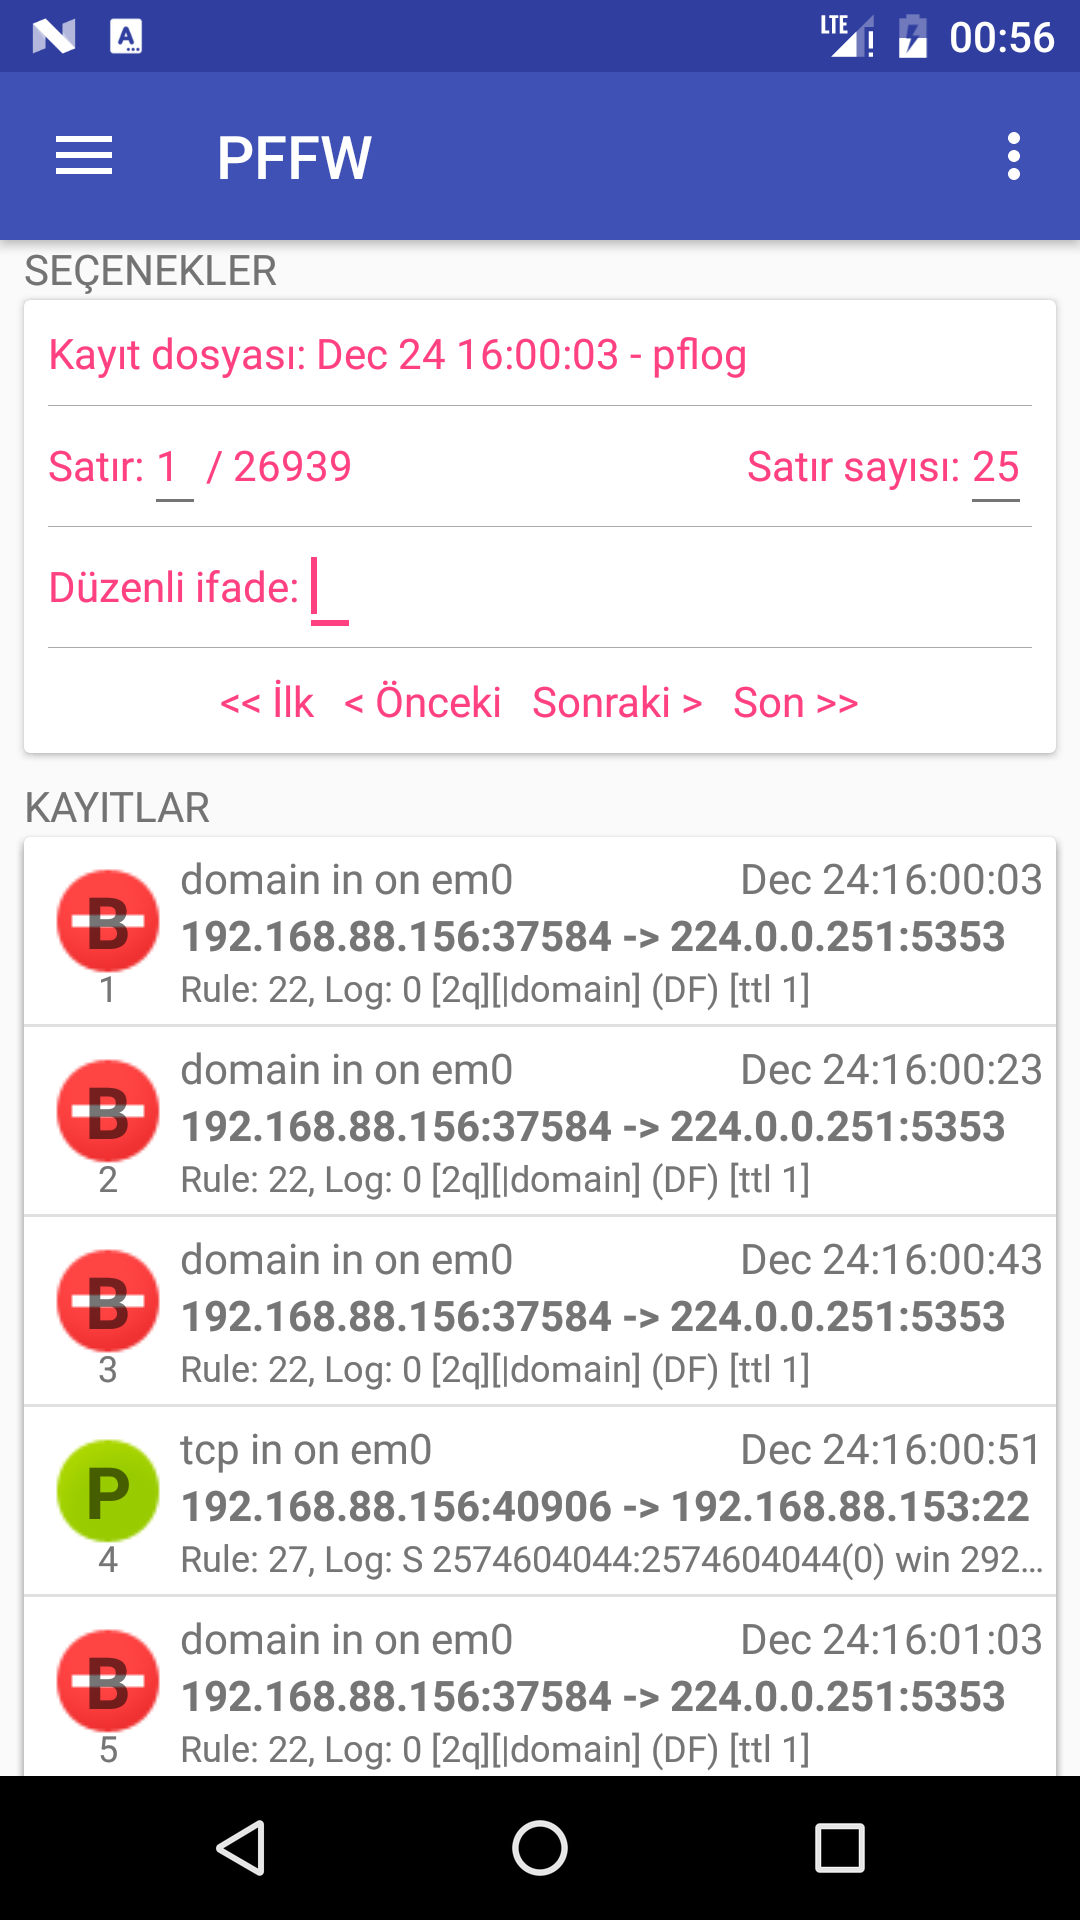 LTE 00:56
PFFW
SEÇENEKLER
Kayıt dosyası: Dec 24 16:00:03 - pflog
Satır: 1 / 26939 Satır sayısı: 25
Düzenli ifade:
<< İlk < Önceki Sonraki > Son >>
KAYITLAR
domain in on em0 Dec 24:16:00:03
B 192.168.88.156:37584 -> 224.0.0.251:5353
1 Rule: 22, Log: 0 [2q][|domain] (DF) [ttl 1]
domain in on em0 Dec 24:16:00:23
B 192.168.88.156:37584 -> 224.0.0.251:5353
2 Rule: 22, Log: 0 [2q][|domain] (DF) [ttl 1]
domain in on em0 Dec 24:16:00:43
B 192.168.88.156:37584 -> 224.0.0.251:5353
3 Rule: 22, Log: 0 [2q][|domain] (DF) [ttl 1]
tcp in on em0 Dec 24:16:00:51
P 192.168.88.156:40906 -> 192.168.88.153:22
4 Rule: 27, Log: S 2574604044:2574604044(0) win 292...
domain in on em0 Dec 24:16:01:03
B 192.168.88.156:37584 -> 224.0.0.251:5353
5 Rule: 22, Log: 0 [2q][|domain] (DF) [ttl 1]